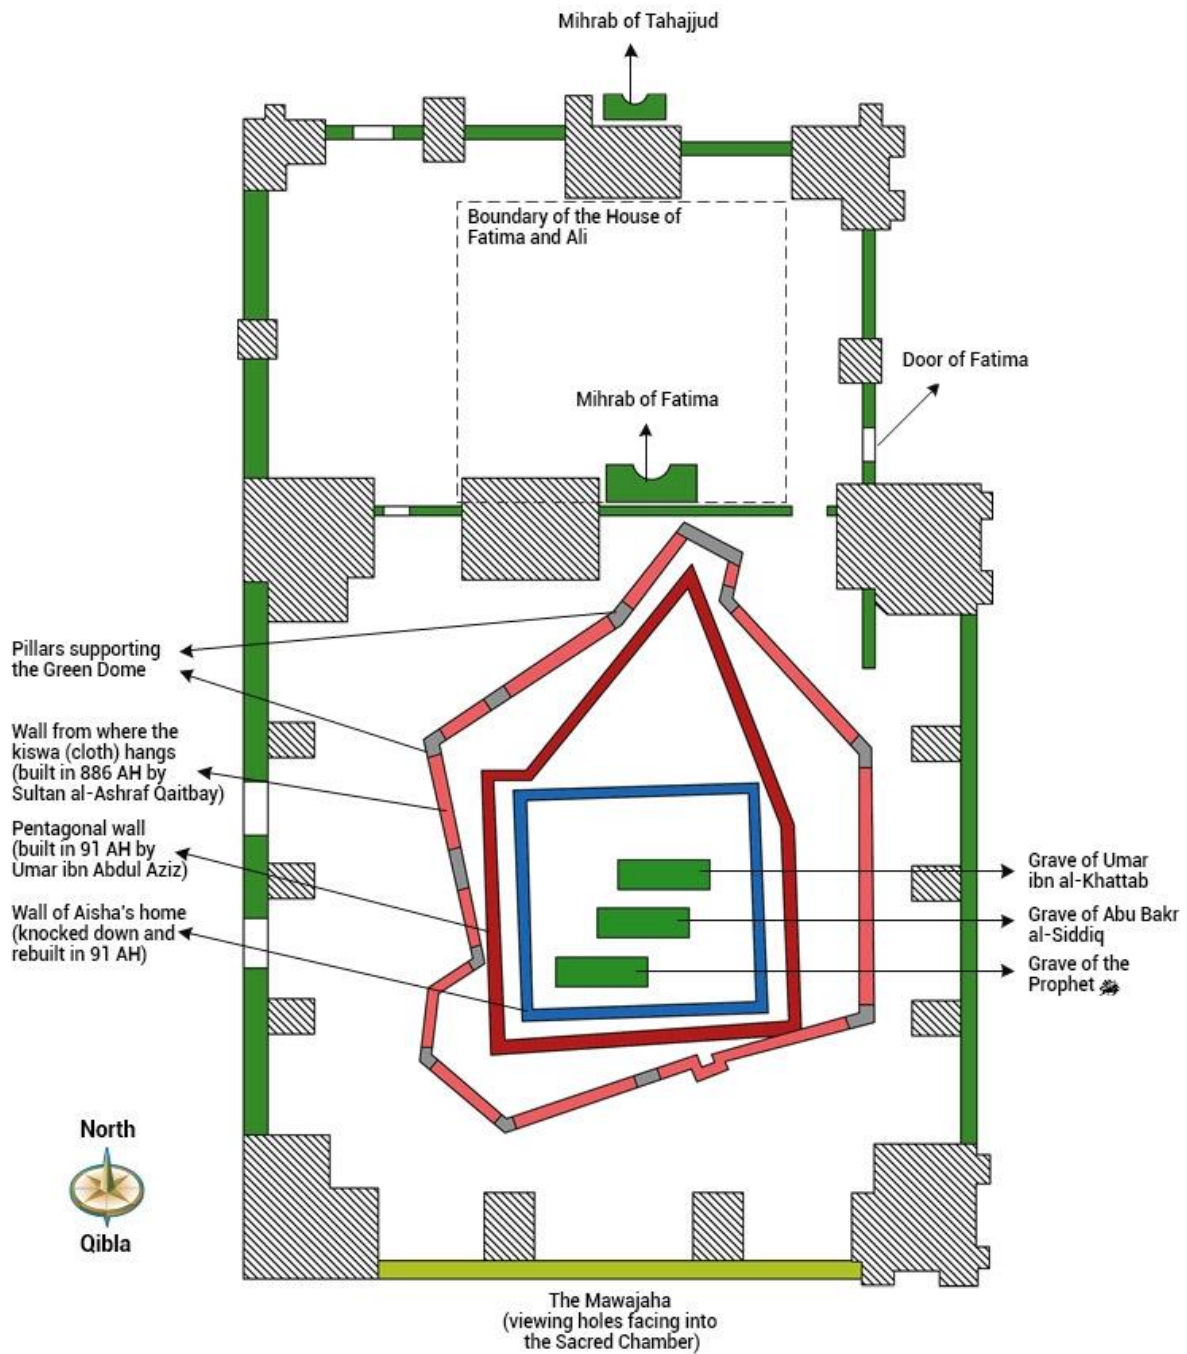 Mihrab of Tahajjud
Boundary of the House of
Fatima and Ali
Door of Fatima
Mihrab of Fatima
Pillars supporting
the Green Dome
Wall from where the
kiswa (cloth) hangs
(built in 886 AH by
Sultan al-Ashraf Qaitbay)
Pentagonal wall
(built in 91 AH by
Umar ibn Abdul Aziz)
Wall of Aisha's home
(knocked down and
rebuilt in 91 AH)
Grave of Umar
ibn al-Khattab
Grave of Abu Bakr
al-Siddiq
Grave of the
Prophet ﷺ
North
Qibla
The Mawajaha
(viewing holes facing into
the Sacred Chamber)